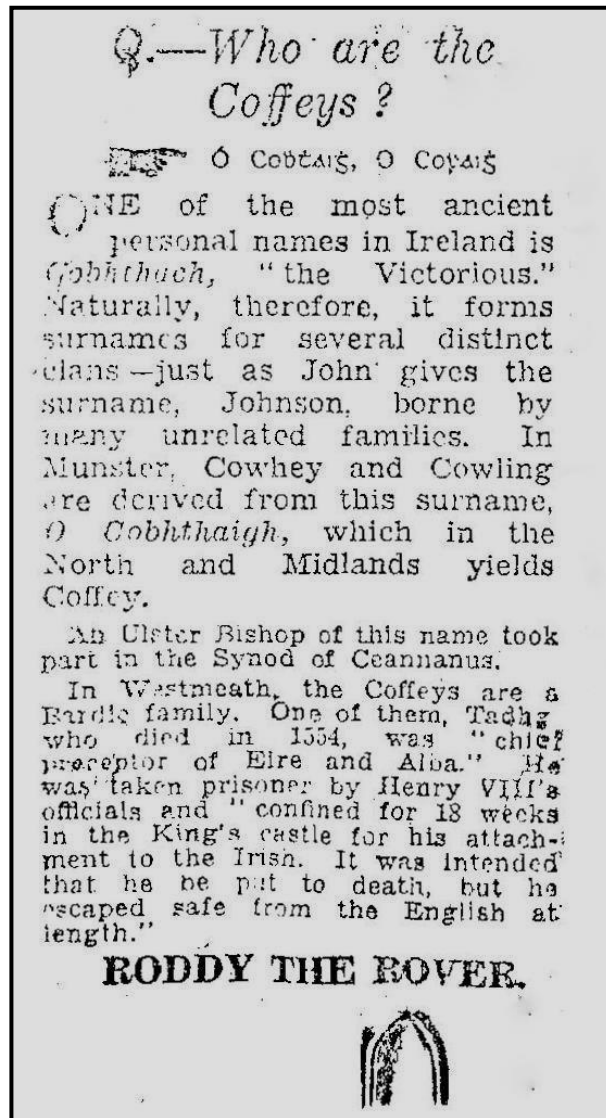 Q.—Who are the
Coffeys ?
Ó Coḃṫaiġ, O Coṗaiġ
ONE of the most ancient
personal names in Ireland is
Cobhthach, "the Victorious."
Naturally, therefore, it forms
surnames for several distinct
clans—just as John gives the
surname, Johnson, borne by
many unrelated families. In
Munster, Cowhey and Cowling
are derived from this surname,
O Cobhthaigh, which in the
North and Midlands yields
Coffey.
An Ulster Bishop of this name took
part in the Synod of Ceannanus.
In Westmeath, the Coffeys are a
Bardic family. One of them, Tadhg
who died in 1554, was "chief
preceptor of Eire and Alba." He
was taken prisoner by Henry VIII's
officials and "confined for 18 weeks
in the King's castle for his attach-
ment to the Irish. It was intended
that he be put to death, but he
escaped safe from the English at
length."
RODDY THE ROVER.